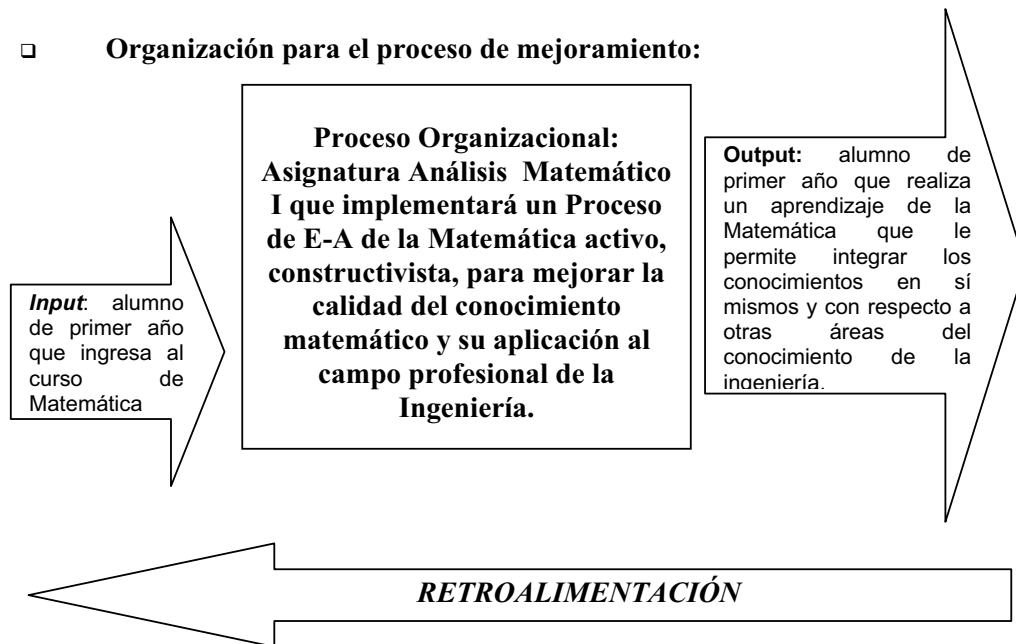 ❑ Organización para el proceso de mejoramiento:
Proceso Organizacional:
Asignatura Análisis Matemático
I que implementará un Proceso
de E-A de la Matemática activo,
constructivista, para mejorar la
calidad del conocimiento
matemático y su aplicación al
campo profesional de la
Ingeniería.
Input: alumno
de primer año
que ingresa al
curso de
Matemática
Output: alumno de
primer año que realiza
un aprendizaje de la
Matemática que le
permite integrar los
conocimientos en sí
mismos y con respecto a
otras áreas del
conocimiento de la
ingeniería.
RETROALIMENTACIÓN